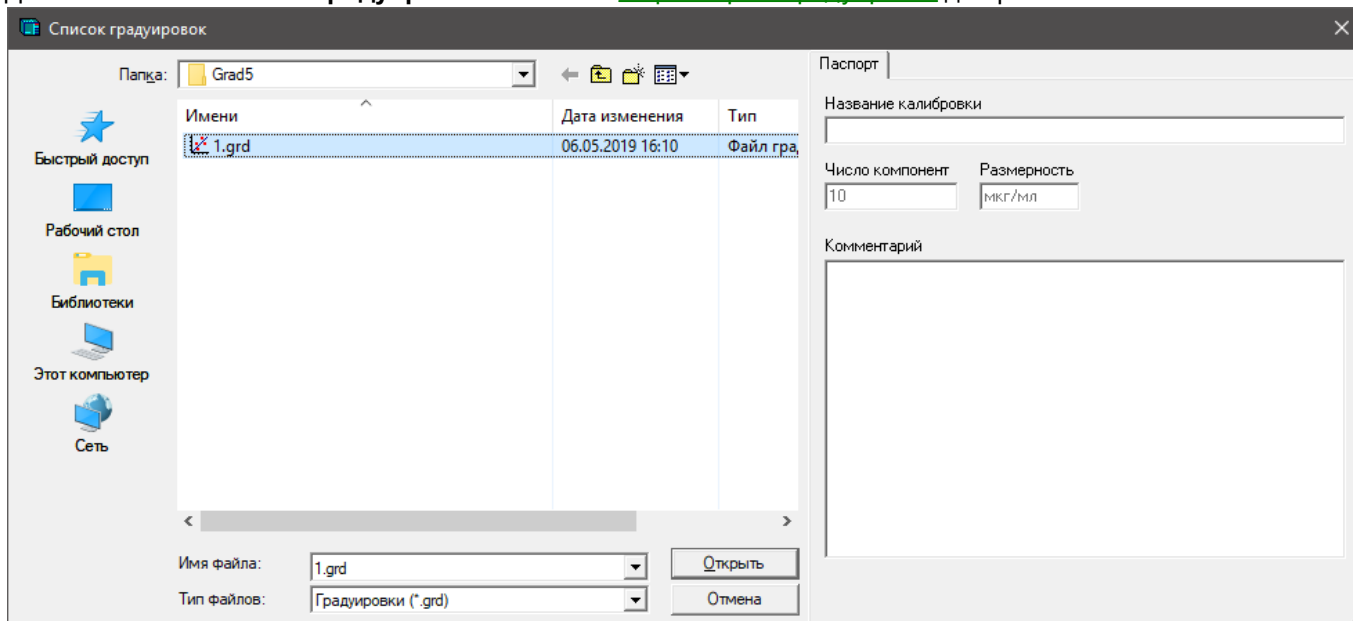 Список градуировок
Папка: Grad5
Быстрый доступ
Рабочий стол
Библиотеки
Этот компьютер
Сеть
Имени Дата изменения Тип
1.grd 06.05.2019 16:10 Файл гра
Имя файла: 1.grd Открыть
Тип файлов: Градуировки (*.grd) Отмена
Паспорт
Название калибровки
Число компонент Размерность
10 мкг/мл
Комментарий